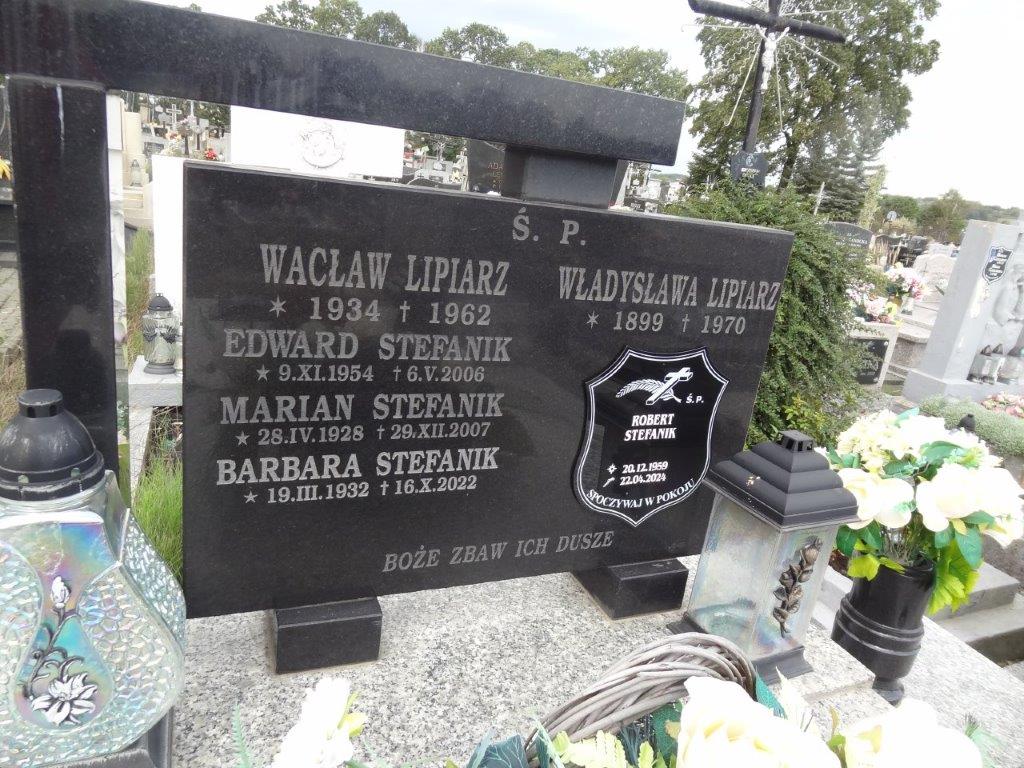 Ś. P.
WACŁAW LIPIARZ
* 1934 † 1962
EDWARD STEFANIK
* 9.XI.1954 † 6.V.2006
MARIAN STEFANIK
* 28.IV.1928 † 29.XII.2007
BARBARA STEFANIK
* 19.III.1932 † 16.X.2022
WŁADYSŁAWA LIPIARZ
* 1899 † 1970
Ś.P.
ROBERT
STEFANIK
* 20.12.1959
22.04.2024
SPOCZYWAJ W POKOJU
BOŻE ZBAW ICH DUSZE